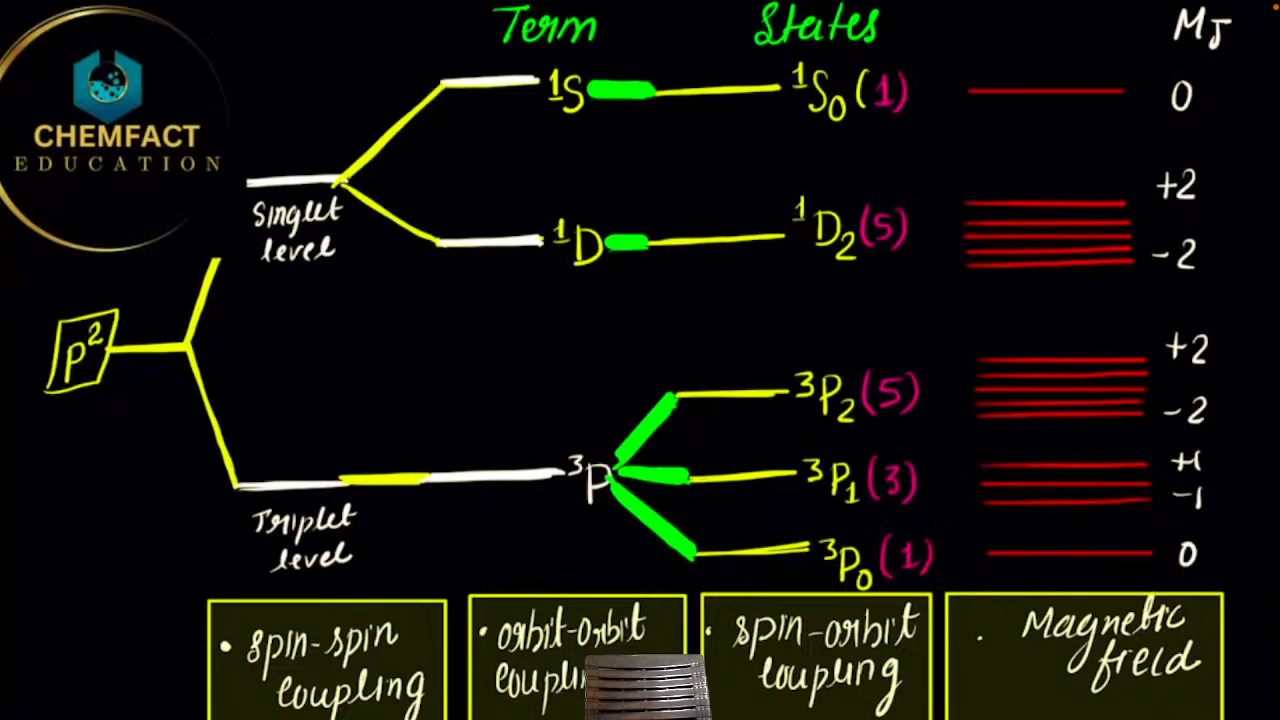 Term States MJ
CHEMFACT
EDUCATION
¹S ¹S₀(1) 0
Singlet
level
¹D ¹D₂(5) +2
-2
P²
³P ³P₂(5) +2
-2
³P₁(3) +1
-1
³P₀(1) 0
Triplet
level
• spin-spin
coupling
• orbit-orbit
• spin-orbit
coupling
. Magnetic
field